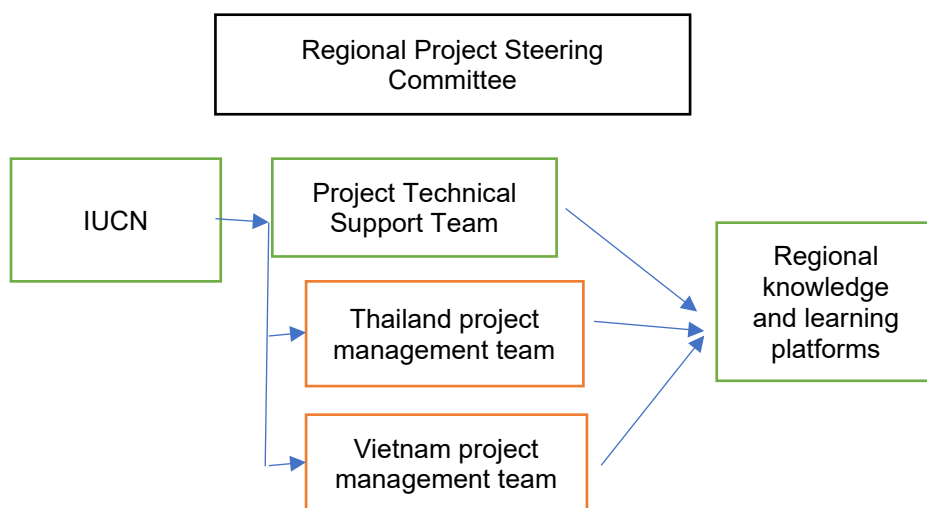 Regional Project Steering
Committee
IUCN
Project Technical
Support Team
Thailand project
management team
Vietnam project
management team
Regional
knowledge
and learning
platforms